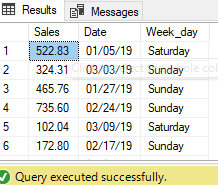 Results Messages
Sales Date Week_day
1 522.83 01/05/19 Saturday
2 324.31 03/03/19 Sunday
3 465.76 01/27/19 Sunday
4 735.60 02/24/19 Sunday
5 102.04 03/09/19 Saturday
6 172.80 02/17/19 Sunday
Query executed successfully.